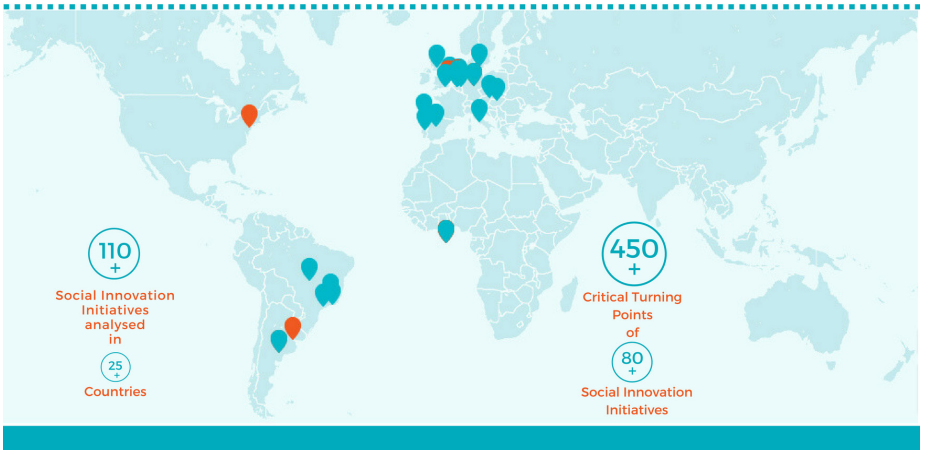 110
+
Social Innovation
Initiatives
analysed
in
25
+
Countries
450
+
Critical Turning
Points
of
80
+
Social Innovation
Initiatives